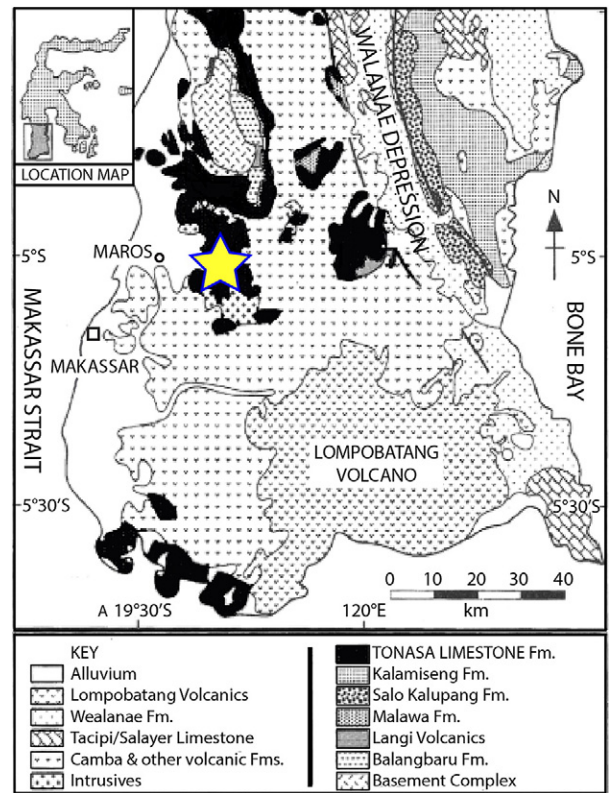 LOCATION MAP
WALANAE DEPRESSION
N
5°S
MAROS
5°S
MAKASSAR STRAIT
MAKASSAR
BONE BAY
LOMPOBATANG
VOLCANO
5°30'S
5°30'S
0 10 20 30 40
km
A 19°30'S
120°E
KEY
Alluvium
Lompobatang Volcanics
Wealanae Fm.
Tacipi/Salayer Limestone
Camba & other volcanic Fms.
Intrusives
TONASA LIMESTONE Fm.
Kalamiseng Fm.
Salo Kalupang Fm.
Malawa Fm.
Langi Volcanics
Balangbaru Fm.
Basement Complex